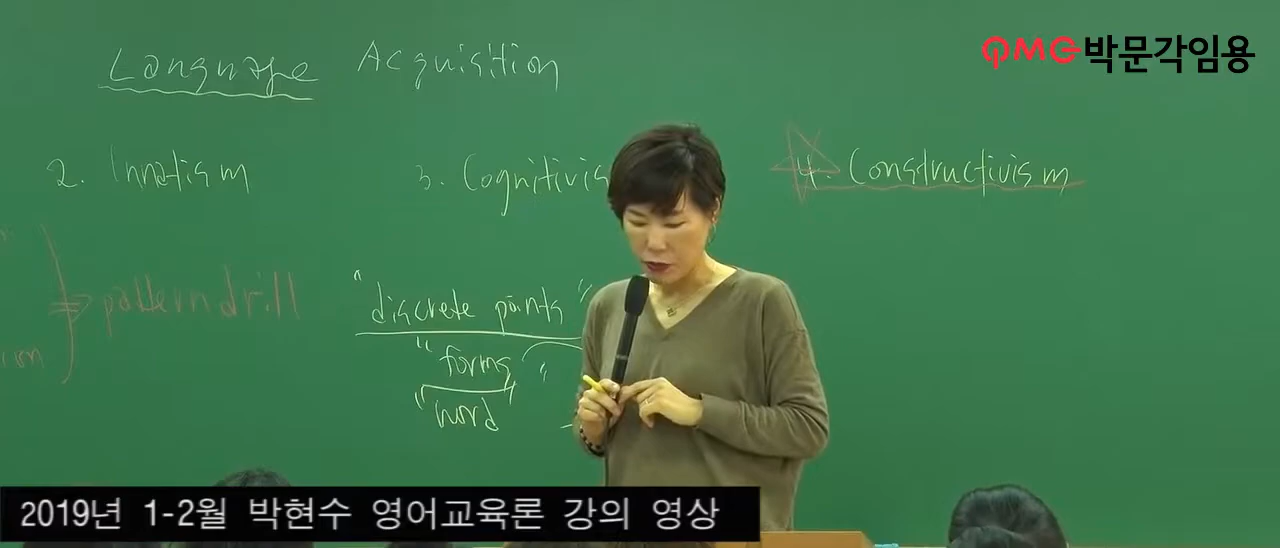 PMG박문각임용
Language Acquisition
2. Innatism
3. Cognitivis
4. Constructivism
pattern drill
"discrete points"
"forms"
"word"
2019년 1-2월 박현수 영어교육론 강의 영상